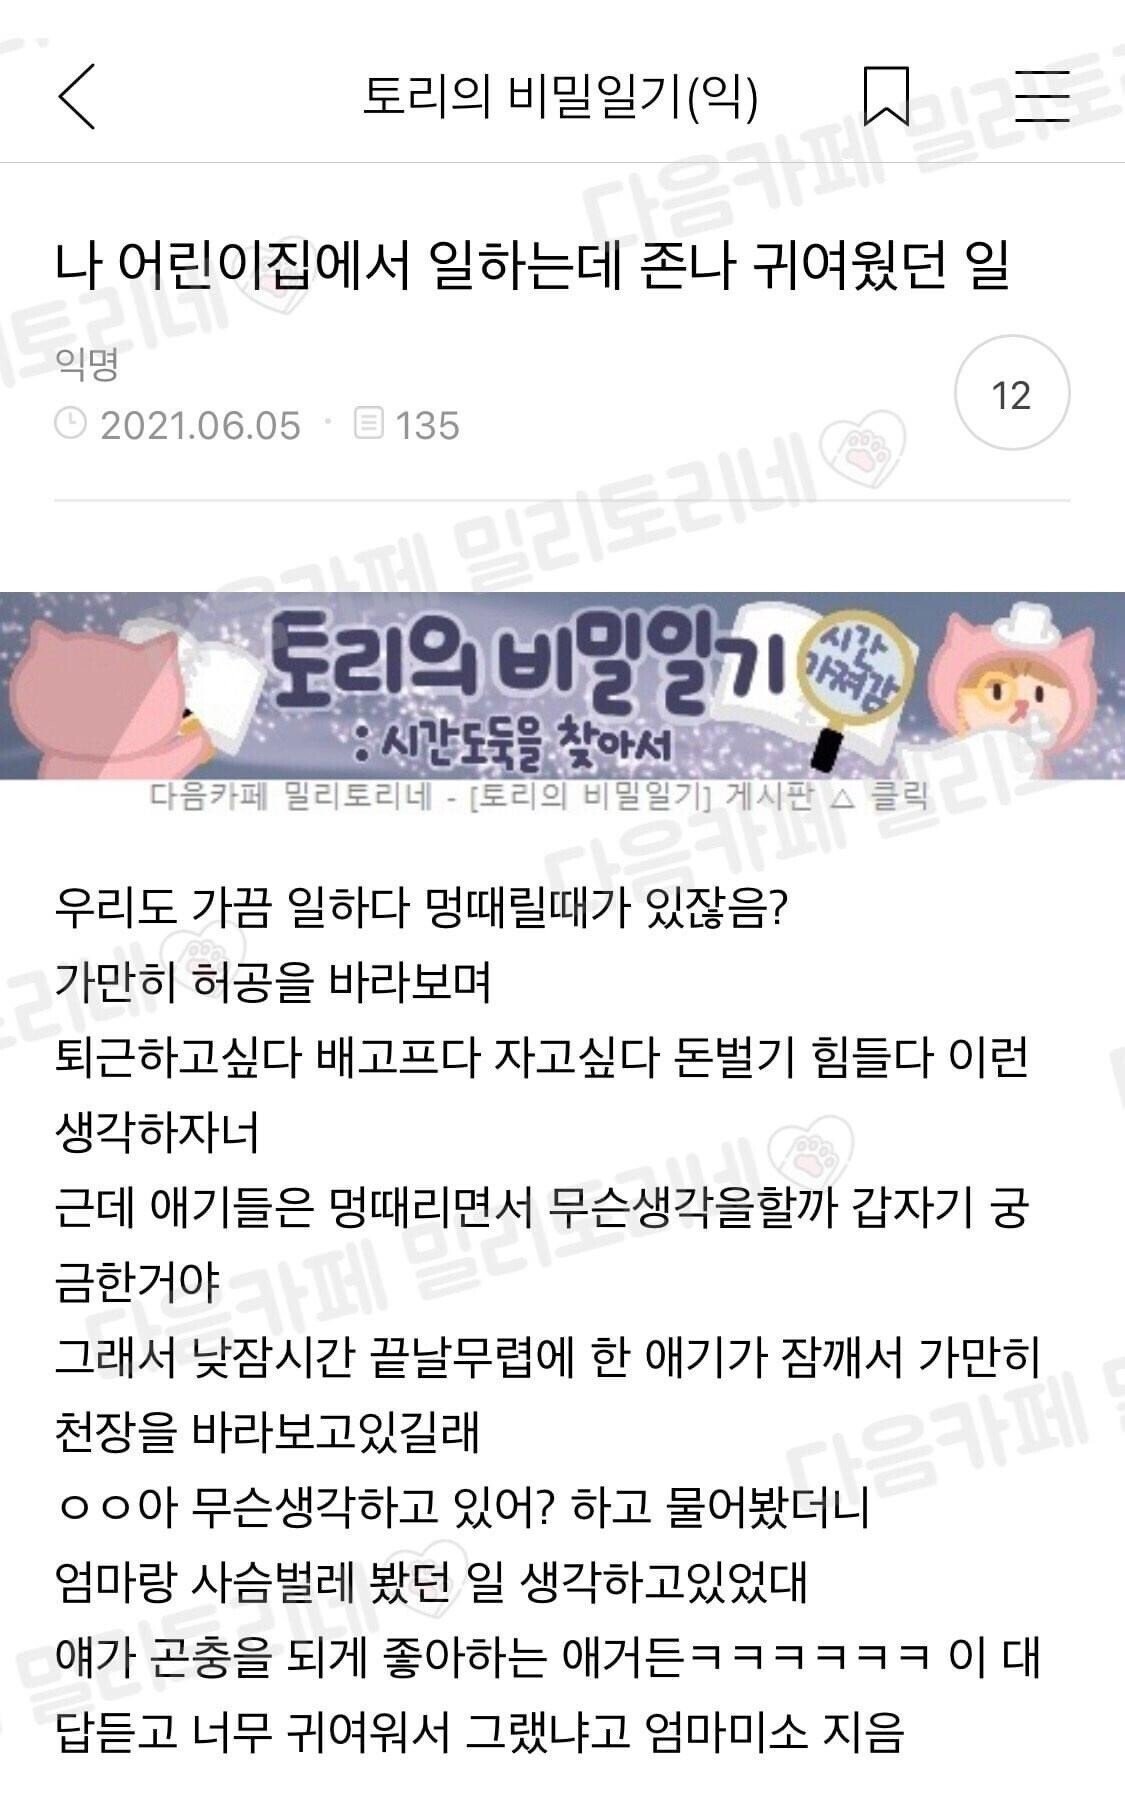 토리의 비밀일기(익)
나 어린이집에서 일하는데 존나 귀여웠던 일
익명
2021.06.05 · 135
12
토리의 비밀일기
시간
가져감
: 시간도둑을 찾아서
다음카페 밀리토리네 - [토리의 비밀일기] 게시판 △ 클릭
우리도 가끔 일하다 멍때릴때가 있잖음?
가만히 허공을 바라보며
퇴근하고싶다 배고프다 자고싶다 돈벌기 힘들다 이런
생각하자너
근데 애기들은 멍때리면서 무슨생각을할까 갑자기 궁
금한거야
그래서 낮잠시간 끝날무렵에 한 애기가 잠깨서 가만히
천장을 바라보고있길래
ㅇㅇ아 무슨생각하고 있어? 하고 물어봤더니
엄마랑 사슴벌레 봤던 일 생각하고있었대
얘가 곤충을 되게 좋아하는 애거든ㅋㅋㅋㅋㅋㅋ 이 대
답듣고 너무 귀여워서 그랬냐고 엄마미소 지음
다음카페 밀리토리네